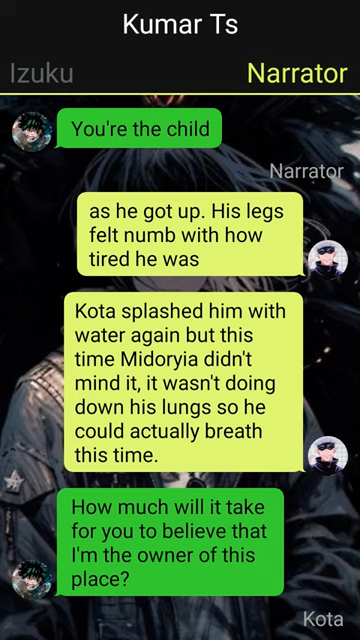 Kumar Ts
Izuku
Narrator
You're the child
Narrator
as he got up. His legs
felt numb with how
tired he was
Kota splashed him with
water again but this
time Midoryia didn't
mind it, it wasn't doing
down his lungs so he
could actually breath
this time.
How much will it take
for you to believe that
I'm the owner of this
place?
Kota